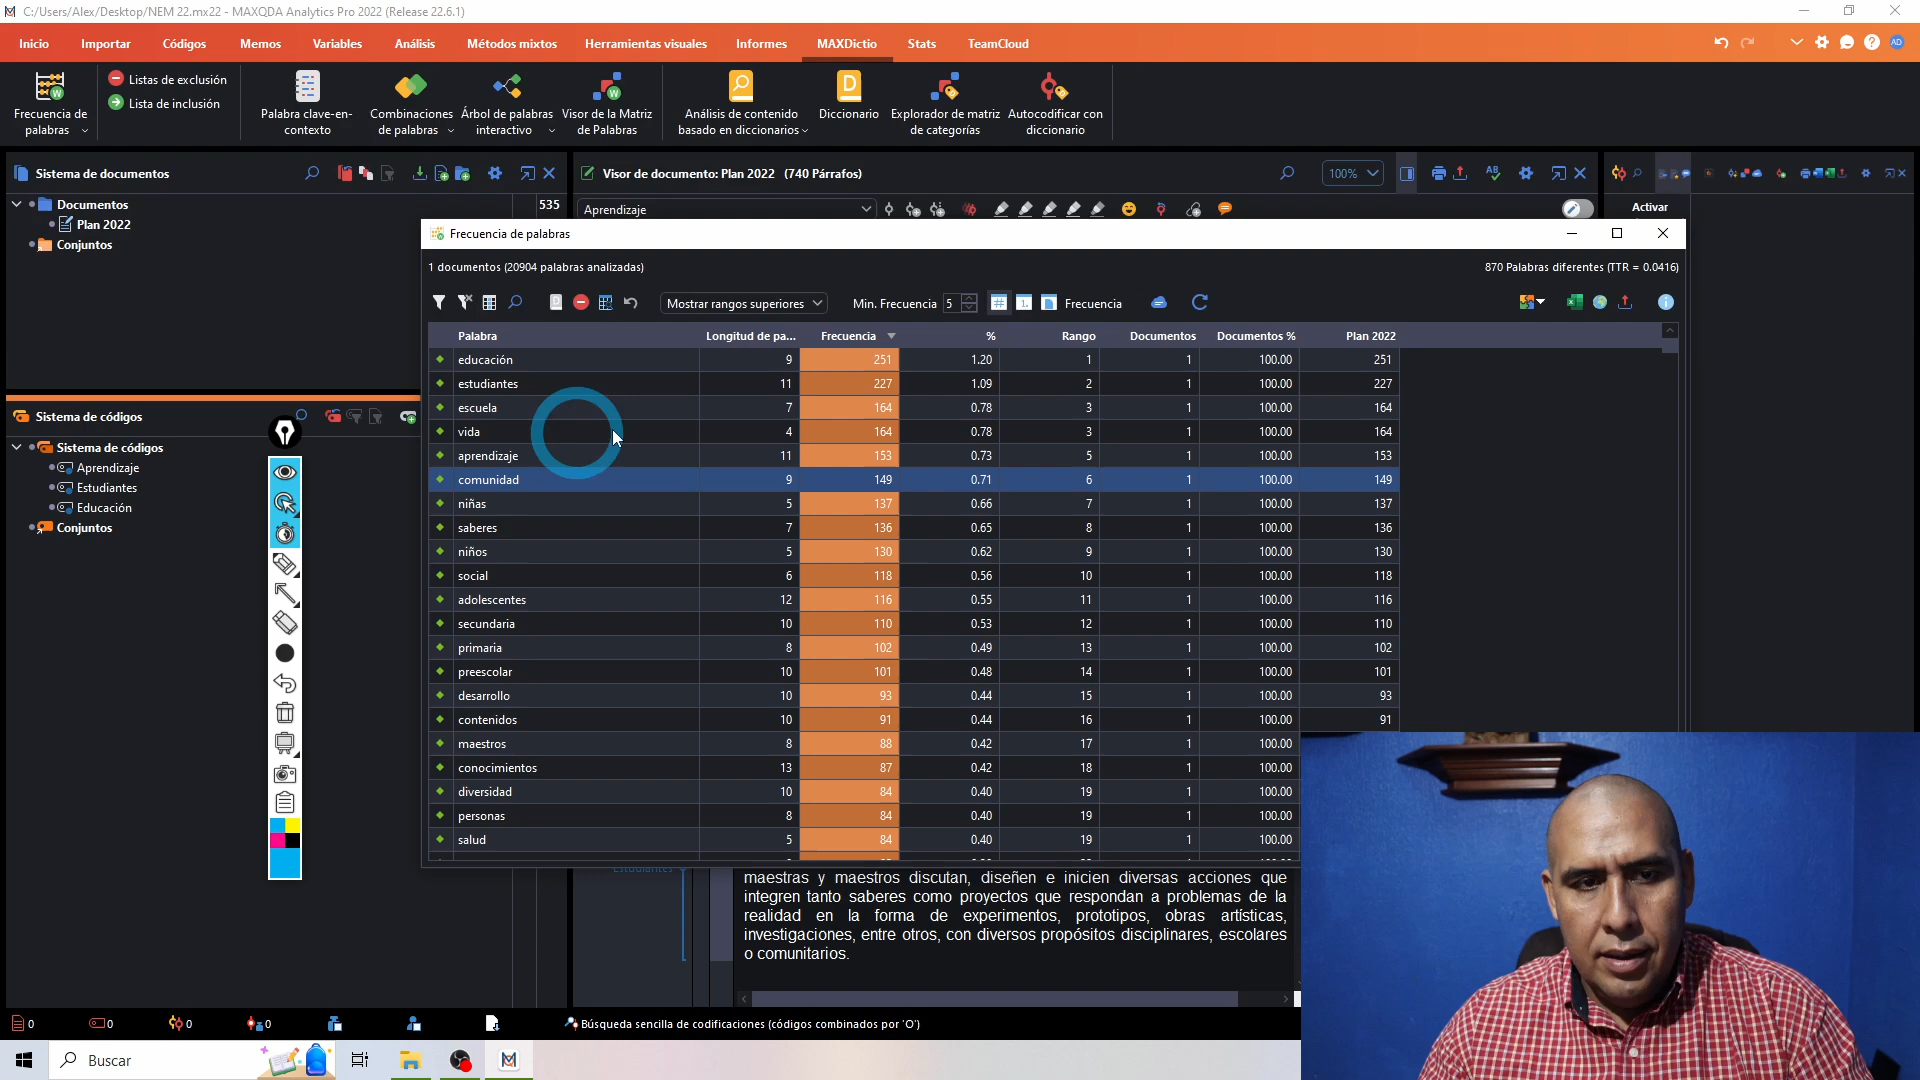 C:/Users/Alex/Desktop/NEM 22.mx22 - MAXQDA Analytics Pro 2022 (Release 22.6.1)
Inicio Importar Códigos Memos Variables Análisis Métodos mixtos Herramientas visuales Informes MAXDictio Stats TeamCloud AD
Frecuencia de palabras
Listas de exclusión
Lista de inclusión
Palabra clave-en-contexto
Combinaciones de palabras
Árbol de palabras interactivo
Visor de la Matriz de Palabras
Análisis de contenido basado en diccionarios
Diccionario
Explorador de matriz de categorías
Autocodificar con diccionario
Sistema de documentos
Documentos 535
Plan 2022
Conjuntos
Visor de documento: Plan 2022 (740 Párrafos)
100%
Aprendizaje
Activar
Sistema de códigos
Sistema de códigos
Aprendizaje
Estudiantes
Educación
Conjuntos
Frecuencia de palabras
1 documentos (20904 palabras analizadas) 870 Palabras diferentes (TTR = 0.0416)
Mostrar rangos superiores Min. Frecuencia 5 Frecuencia
Palabra Longitud de pa... Frecuencia % Rango Documentos Documentos % Plan 2022
educación 9 251 1.20 1 1 100.00 251
estudiantes 11 227 1.09 2 1 100.00 227
escuela 7 164 0.78 3 1 100.00 164
vida 4 164 0.78 3 1 100.00 164
aprendizaje 11 153 0.73 5 1 100.00 153
comunidad 9 149 0.71 6 1 100.00 149
niñas 5 137 0.66 7 1 100.00 137
saberes 7 136 0.65 8 1 100.00 136
niños 5 130 0.62 9 1 100.00 130
social 6 118 0.56 10 1 100.00 118
adolescentes 12 116 0.55 11 1 100.00 116
secundaria 10 110 0.53 12 1 100.00 110
primaria 8 102 0.49 13 1 100.00 102
preescolar 10 101 0.48 14 1 100.00 101
desarrollo 10 93 0.44 15 1 100.00 93
contenidos 10 91 0.44 16 1 100.00 91
maestros 8 88 0.42 17 1 100.00
conocimientos 13 87 0.42 18 1 100.00
diversidad 10 84 0.40 19 1 100.00
personas 8 84 0.40 19 1 100.00
salud 5 84 0.40 19 1 100.00
Estudiantes
maestras y maestros discutan, diseñen e inicien diversas acciones que
integren tanto saberes como proyectos que respondan a problemas de la
realidad en la forma de experimentos, prototipos, obras artísticas,
investigaciones, entre otros, con diversos propósitos disciplinares, escolares
o comunitarios.
0 0 0 0 Búsqueda sencilla de codificaciones (códigos combinados por 'O')
Buscar